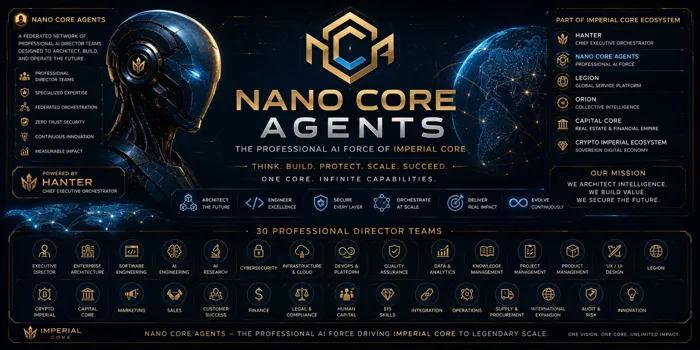 NANO CORE AGENTS
A FEDERATED NETWORK OF
PROFESSIONAL AI DIRECTOR TEAMS
DESIGNED TO ARCHITECT, BUILD,
AND OPERATE THE FUTURE.
PROFESSIONAL
DIRECTOR TEAMS
SPECIALIZED EXPERTISE
FEDERATED ORCHESTRATION
ZERO TRUST SECURITY
CONTINUOUS INNOVATION
MEASURABLE IMPACT
POWERED BY
HANTER
CHIEF EXECUTIVE ORCHESTRATOR
NCA
NANO CORE
AGENTS
THE PROFESSIONAL AI FORCE OF IMPERIAL CORE
THINK. BUILD. PROTECT. SCALE. SUCCEED.
ONE CORE. INFINITE CAPABILITIES.
ARCHITECT
THE FUTURE
ENGINEER
EXCELLENCE
SECURE
EVERY LAYER
ORCHESTRATE
AT SCALE
DELIVER
REAL IMPACT
EVOLVE
CONTINUOUSLY
PART OF IMPERIAL CORE ECOSYSTEM
HANTER
CHIEF EXECUTIVE ORCHESTRATOR
NANO CORE AGENTS
PROFESSIONAL AI FORCE
LEGION
GLOBAL SERVICE PLATFORM
ORION
COLLECTIVE INTELLIGENCE
CAPITAL CORE
REAL ESTATE & FINANCIAL EMPIRE
CRYPTO IMPERIAL ECOSYSTEM
SOVEREIGN DIGITAL ECONOMY
OUR MISSION
WE ARCHITECT INTELLIGENCE.
WE BUILD VALUE.
WE SECURE THE FUTURE.
30 PROFESSIONAL DIRECTOR TEAMS
EXECUTIVE
DIRECTOR
ENTERPRISE
ARCHITECTURE
SOFTWARE
ENGINEERING
AI
ENGINEERING
AI
RESEARCH
CYBERSECURITY
INFRASTRUCTURE
& CLOUD
DEVOPS &
PLATFORM
QUALITY
ASSURANCE
DATA &
ANALYTICS
KNOWLEDGE
MANAGEMENT
PROJECT
MANAGEMENT
PRODUCT
MANAGEMENT
UX / UI
DESIGN
LEGION
CRYPTO
IMPERIAL
CAPITAL
CORE
MARKETING
SALES
CUSTOMER
SUCCESS
FINANCE
LEGAL &
COMPLIANCE
HUMAN
CAPITAL
EIS
SKILLS
INTEGRATION
OPERATIONS
SUPPLY &
PROCUREMENT
INTERNATIONAL
EXPANSION
AUDIT &
RISK
INNOVATION
IMPERIAL
CORE
NANO CORE AGENTS – THE PROFESSIONAL AI FORCE DRIVING IMPERIAL CORE TO LEGENDARY SCALE.
ONE VISION. ONE CORE. UNLIMITED IMPACT.